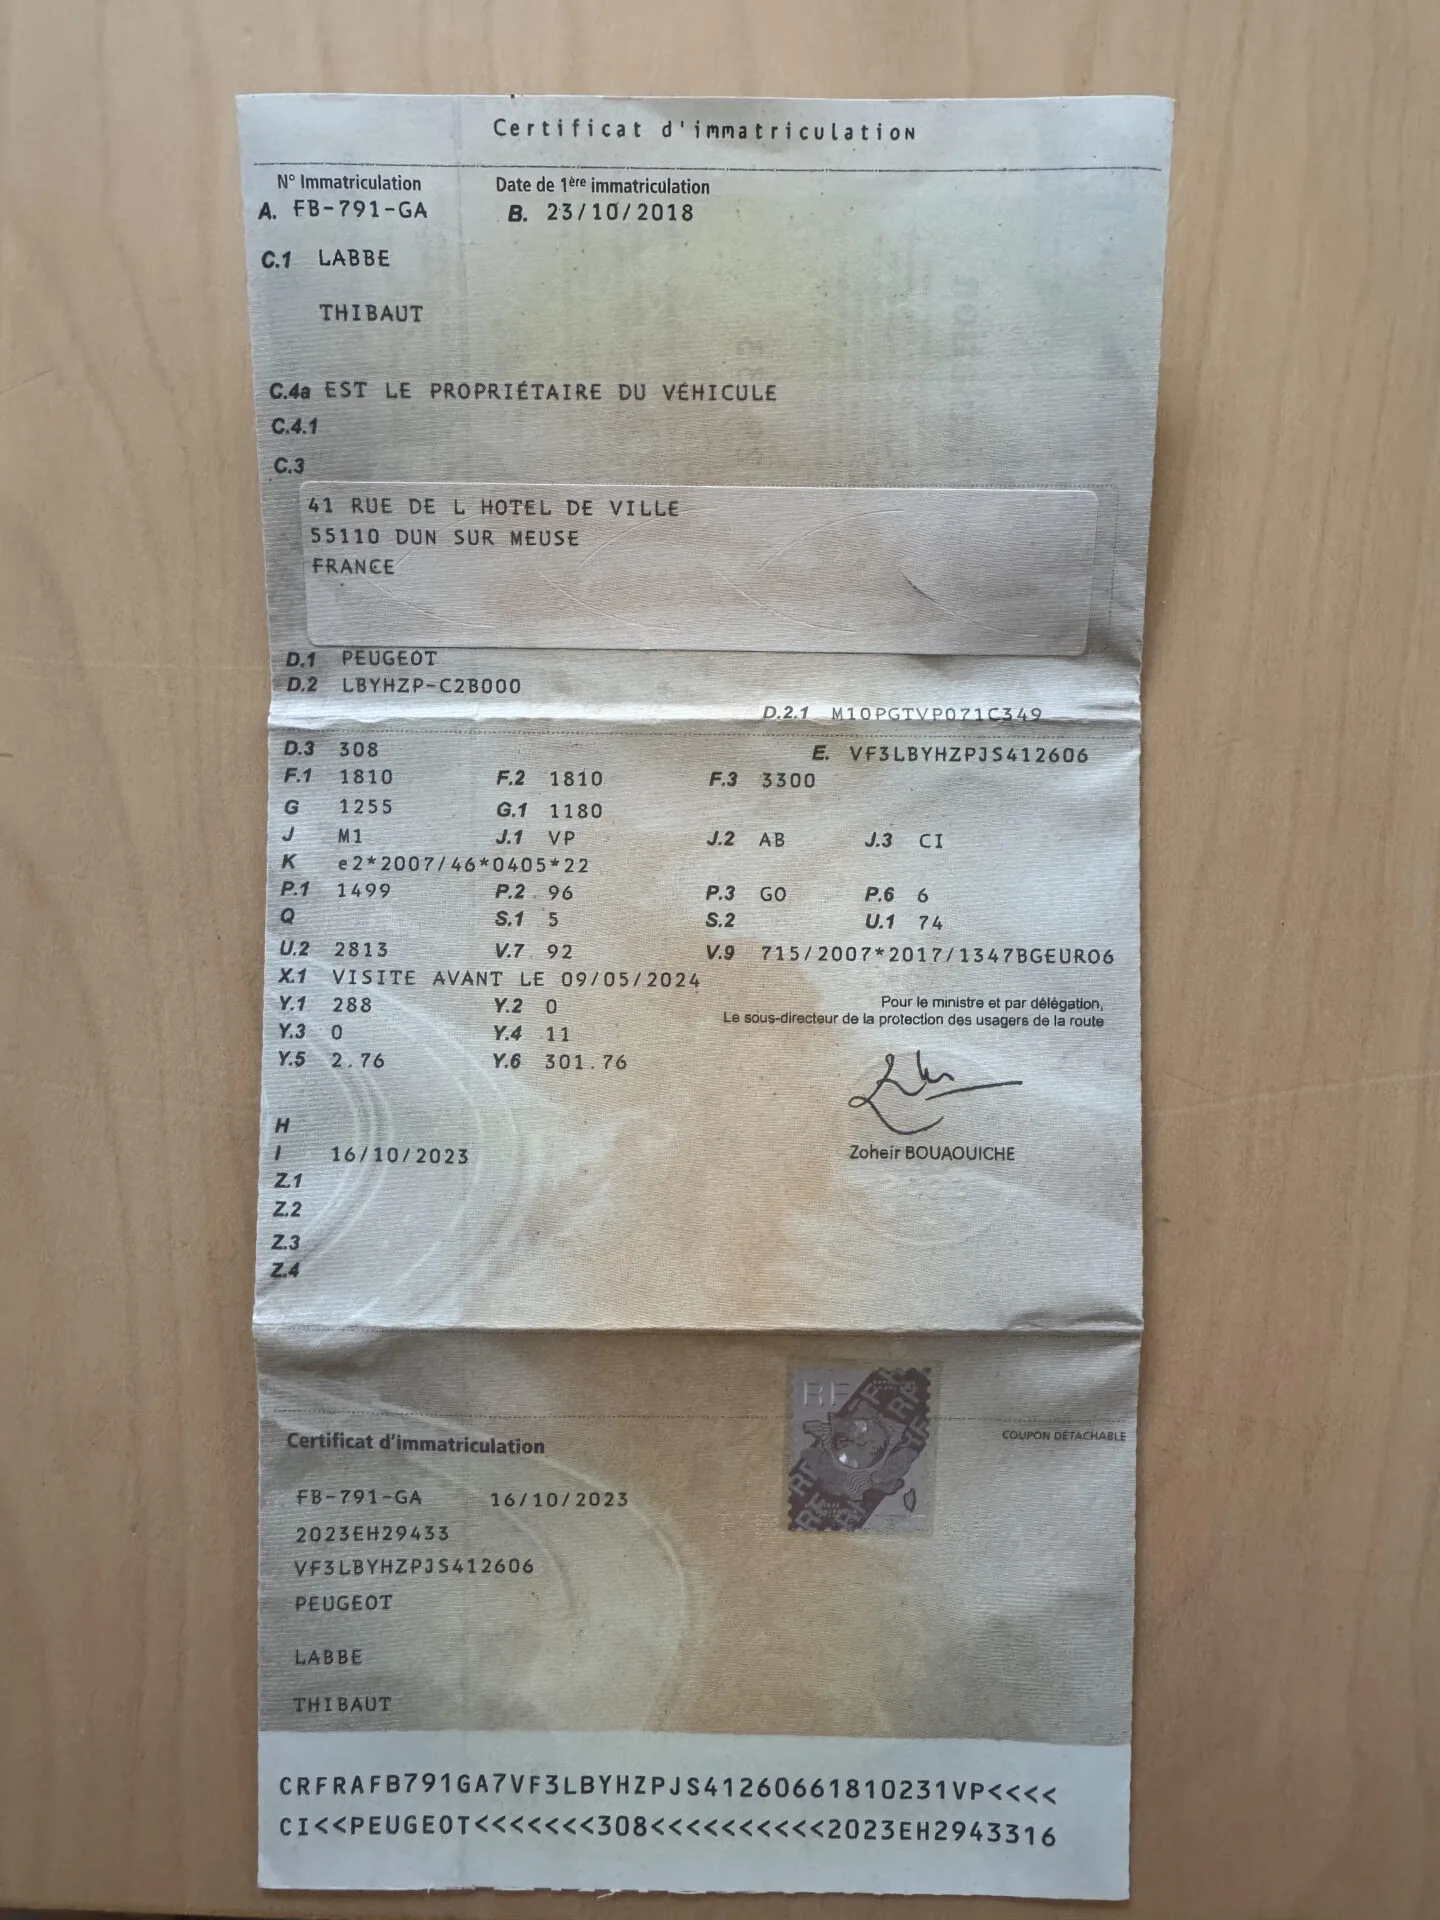 Certificat d'immatriculation
N° Immatriculation Date de 1ère immatriculation
A. FB-791-GA B. 23/10/2018
C.1 LABBE
THIBAUT
C.4a EST LE PROPRIÉTAIRE DU VÉHICULE
C.4.1
C.3
41 RUE DE L HOTEL DE VILLE
55110 DUN SUR MEUSE
FRANCE
D.1 PEUGEOT
D.2 LBYHZP-C2B000
D.2.1 M10PGTVP071C349
D.3 308 E. VF3LBYHZPJS412606
F.1 1810 F.2 1810 F.3 3300
G 1255 G.1 1180
J M1 J.1 VP J.2 AB J.3 CI
K e2*2007/46*0405*22
P.1 1499 P.2 96 P.3 GO P.6 6
Q S.1 5 S.2 U.1 74
U.2 2813 V.7 92 V.9 715/2007*2017/1347BGEURO6
X.1 VISITE AVANT LE 09/05/2024
Y.1 288 Y.2 0 Pour le ministre et par délégation,
Le sous-directeur de la protection des usagers de la route
Y.3 0 Y.4 11
Y.5 2.76 Y.6 301.76
H
I 16/10/2023 Zoheir BOUAOUICHE
Z.1
Z.2
Z.3
Z.4
RF
COUPON DÉTACHABLE
Certificat d'immatriculation
FB-791-GA 16/10/2023
2023EH29433
VF3LBYHZPJS412606
PEUGEOT
LABBE
THIBAUT
CRFRAFB791GA7VF3LBYHZPJS41260661810231VP<<<<
CI<<PEUGEOT<<<<<<<308<<<<<<<<<<2023EH2943316